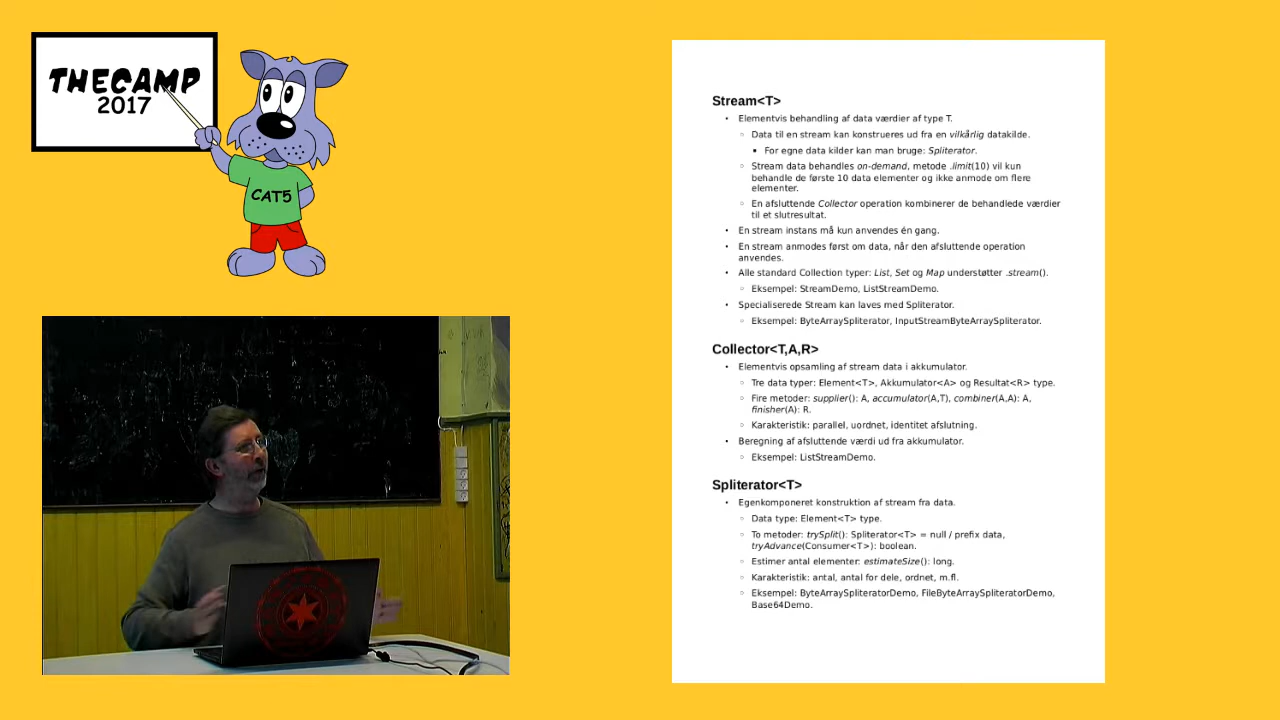 THECAMP
2017
CAT5
Stream<T>
• Elementvis behandling af data værdier af type T.
◦ Data til en stream kan konstrueres ud fra en vilkårlig datakilde.
▪ For egne data kilder kan man bruge: Spliterator.
◦ Stream data behandles on-demand, metode .limit(10) vil kun
behandle de første 10 data elementer og ikke anmode om flere
elementer.
◦ En afsluttende Collector operation kombinerer de behandlede værdier
til et slutresultat.
• En stream instans må kun anvendes én gang.
• En stream anmodes først om data, når den afsluttende operation
anvendes.
• Alle standard Collection typer: List, Set og Map understøtter .stream().
◦ Eksempel: StreamDemo, ListStreamDemo.
• Specialiserede Stream kan laves med Spliterator.
◦ Eksempel: ByteArraySpliterator, InputStreamByteArraySpliterator.
Collector<T,A,R>
• Elementvis opsamling af stream data i akkumulator.
◦ Tre data typer: Element<T>, Akkumulator<A> og Resultat<R> type.
◦ Fire metoder: supplier(): A, accumulator(A,T), combiner(A,A): A,
finisher(A): R.
◦ Karakteristik: parallel, uordnet, identitet afslutning.
• Beregning af afsluttende værdi ud fra akkumulator.
◦ Eksempel: ListStreamDemo.
Spliterator<T>
• Egenkomponeret konstruktion af stream fra data.
◦ Data type: Element<T> type.
◦ To metoder: trySplit(): Spliterator<T> = null / prefix data,
tryAdvance(Consumer<T>): boolean.
◦ Estimer antal elementer: estimateSize(): long.
◦ Karakteristik: antal, antal for dele, ordnet, m.fl.
◦ Eksempel: ByteArraySpliteratorDemo, FileByteArraySpliteratorDemo,
Base64Demo.